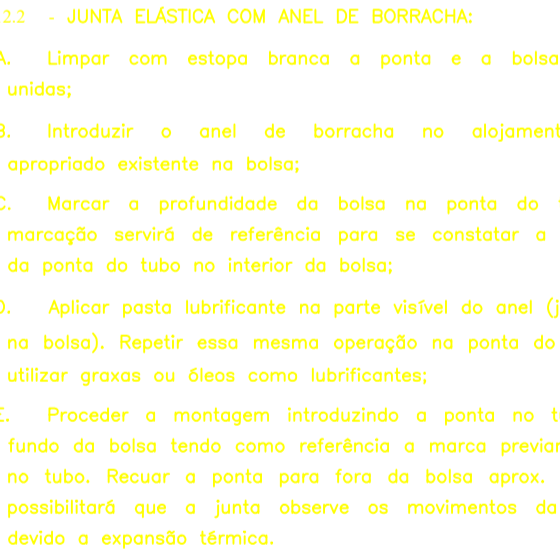 2.2 - JUNTA ELÁSTICA COM ANEL DE BORRACHA:
A. Limpar com estopa branca a ponta e a bolsa
unidas;
B. Introduzir o anel de borracha no
apropriado existente na bolsa;
C. Marcar a profundidade da bolsa na ponta do
marcação servirá de referência para se constatar a
da ponta do tubo no interior da bolsa;
D. Aplicar pasta lubrificante na parte visível do anel
na bolsa). Repetir essa mesma operação na ponta do
utilizar graxas ou óleos como lubrificantes;
E. Proceder a montagem introduzindo a ponta no
fundo da bolsa tendo como referência a marca
no tubo. Recuar a ponta para fora da bolsa aprox.
possibilitará que a junta observe os movimentos da
devido a expansão térmica.